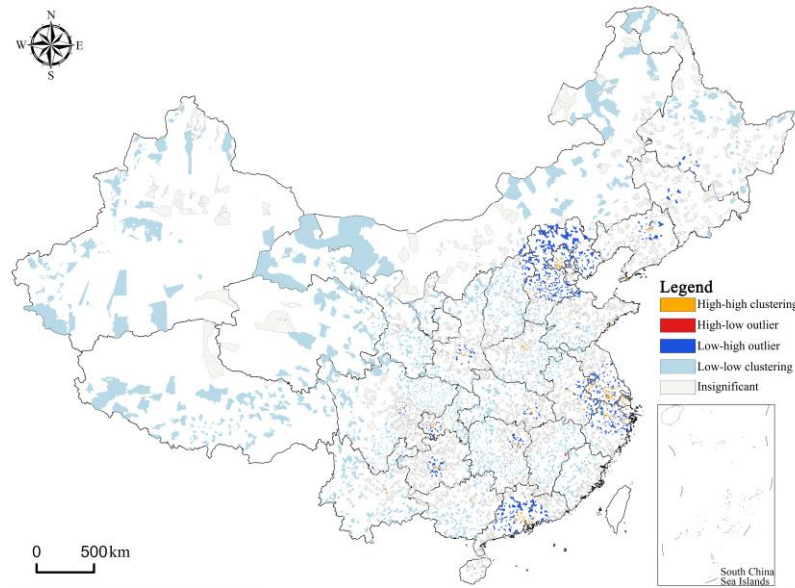 N
W E
S
Legend
High-high clustering
High-low outlier
Low-high outlier
Low-low clustering
Insignificant
0 500km
South China
Sea Islands